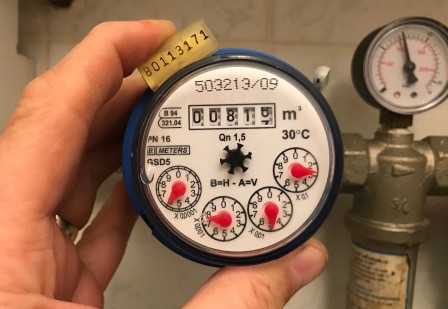 B0113171
503213/09
B 94
321.04
00819 m³
PN 16
Qn 1,5
30°C
B METERS
GSD5
B=H - A=V
X 0.0001
X 0.001
X 0.01
X 0.1